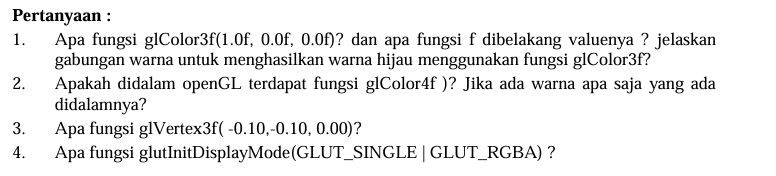 Pertanyaan :
1. Apa fungsi glColor3f(1.0f, 0.0f, 0.0f)? dan apa fungsi f dibelakang valuenya ? jelaskan
gabungan warna untuk menghasilkan warna hijau menggunakan fungsi glColor3f?
2. Apakah didalam openGL terdapat fungsi glColor4f )? Jika ada warna apa saja yang ada
didalamnya?
3. Apa fungsi glVertex3f( -0.10,-0.10, 0.00)?
4. Apa fungsi glutInitDisplayMode(GLUT_SINGLE | GLUT_RGBA) ?